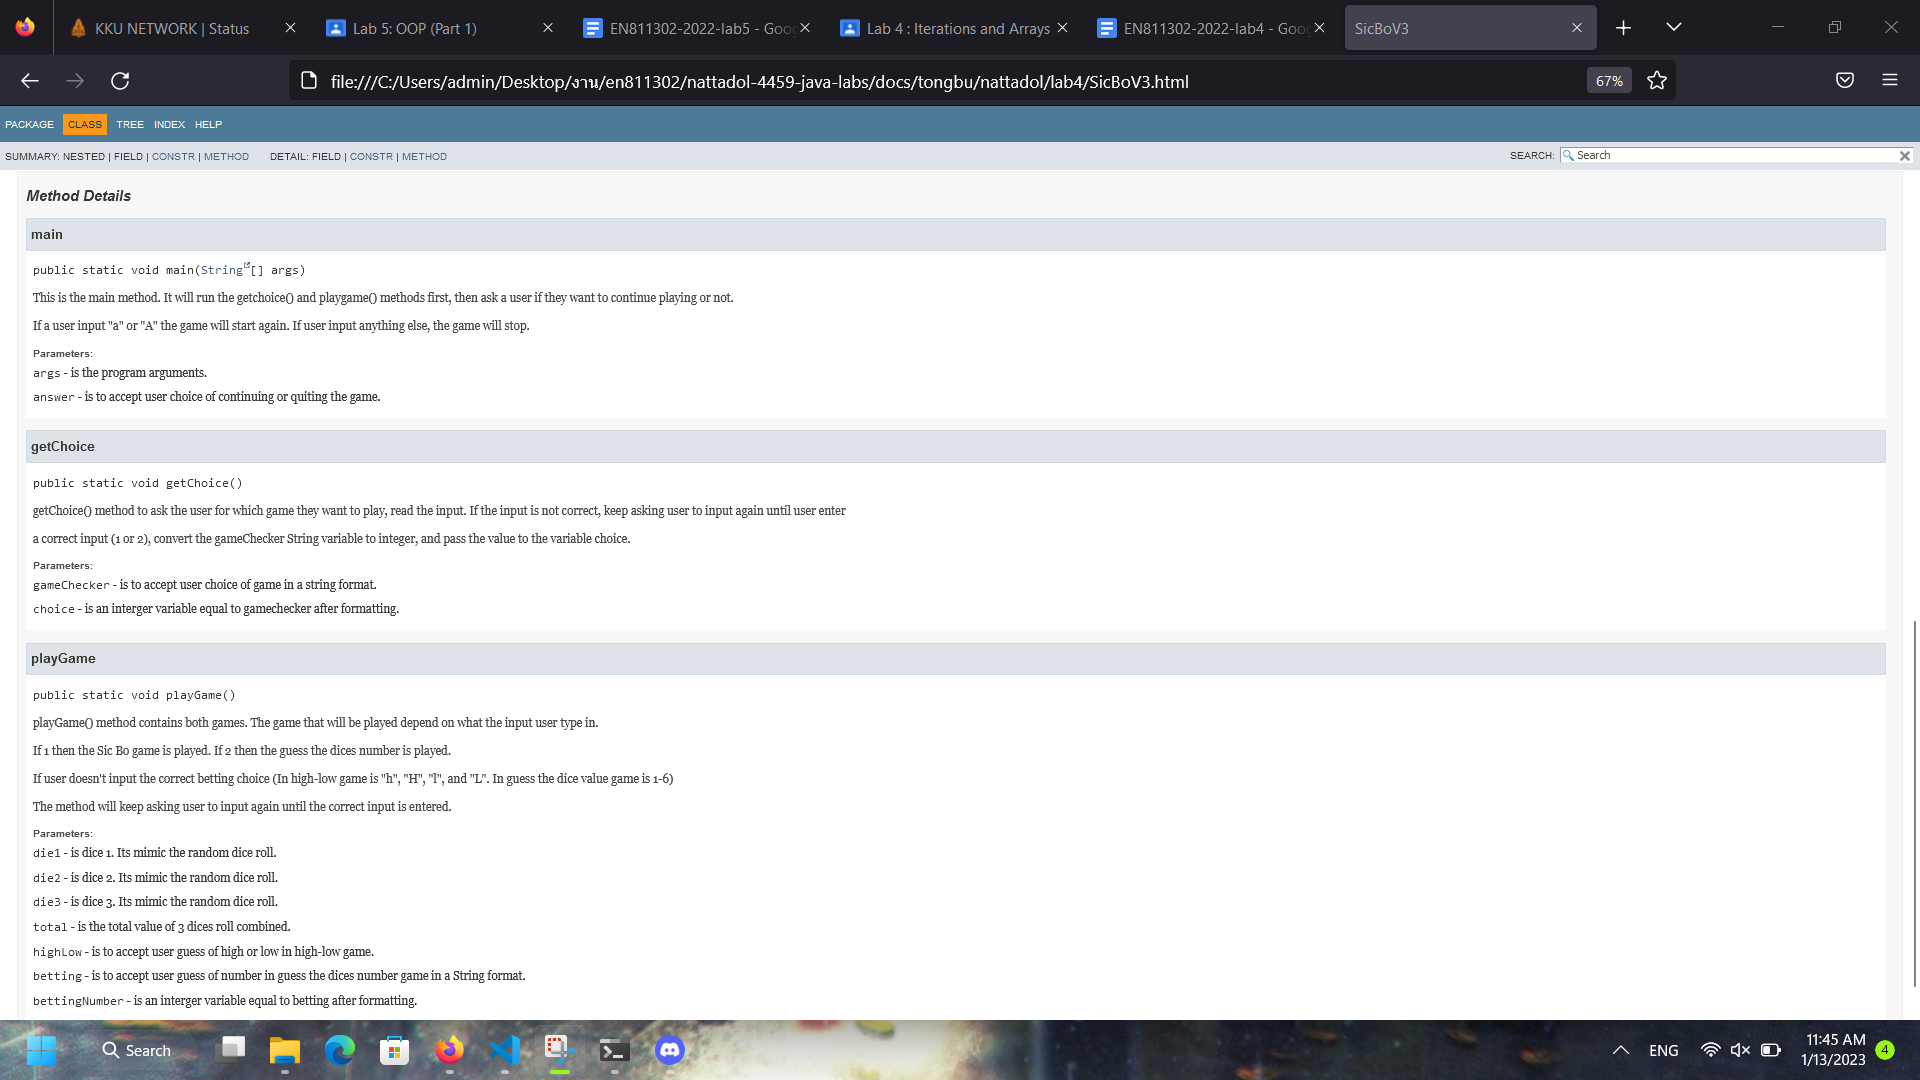 KKU NETWORK | Status
Lab 5: OOP (Part 1)
EN811302-2022-lab5 - Goo
Lab 4 : Iterations and Arrays
EN811302-2022-lab4 - Goo
SicBoV3
file:///C:/Users/admin/Desktop/งาน/en811302/nattadol-4459-java-labs/docs/tongbu/nattadol/lab4/SicBoV3.html
67%
PACKAGE CLASS TREE INDEX HELP
SUMMARY: NESTED | FIELD | CONSTR | METHOD DETAIL: FIELD | CONSTR | METHOD
SEARCH: Search
Method Details
main
public static void main(String[] args)
This is the main method. It will run the getchoice() and playgame() methods first, then ask a user if they want to continue playing or not.
If a user input "a" or "A" the game will start again. If user input anything else, the game will stop.
Parameters:
args - is the program arguments.
answer - is to accept user choice of continuing or quiting the game.
getChoice
public static void getChoice()
getChoice() method to ask the user for which game they want to play, read the input. If the input is not correct, keep asking user to input again until user enter
a correct input (1 or 2), convert the gameChecker String variable to integer, and pass the value to the variable choice.
Parameters:
gameChecker - is to accept user choice of game in a string format.
choice - is an interger variable equal to gamechecker after formatting.
playGame
public static void playGame()
playGame() method contains both games. The game that will be played depend on what the input user type in.
If 1 then the Sic Bo game is played. If 2 then the guess the dices number is played.
If user doesn't input the correct betting choice (In high-low game is "h", "H", "l", and "L". In guess the dice value game is 1-6)
The method will keep asking user to input again until the correct input is entered.
Parameters:
die1 - is dice 1. Its mimic the random dice roll.
die2 - is dice 2. Its mimic the random dice roll.
die3 - is dice 3. Its mimic the random dice roll.
total - is the total value of 3 dices roll combined.
highLow - is to accept user guess of high or low in high-low game.
betting - is to accept user guess of number in guess the dices number game in a String format.
bettingNumber - is an interger variable equal to betting after formatting.
Search
ENG
11:45 AM
1/13/2023
4